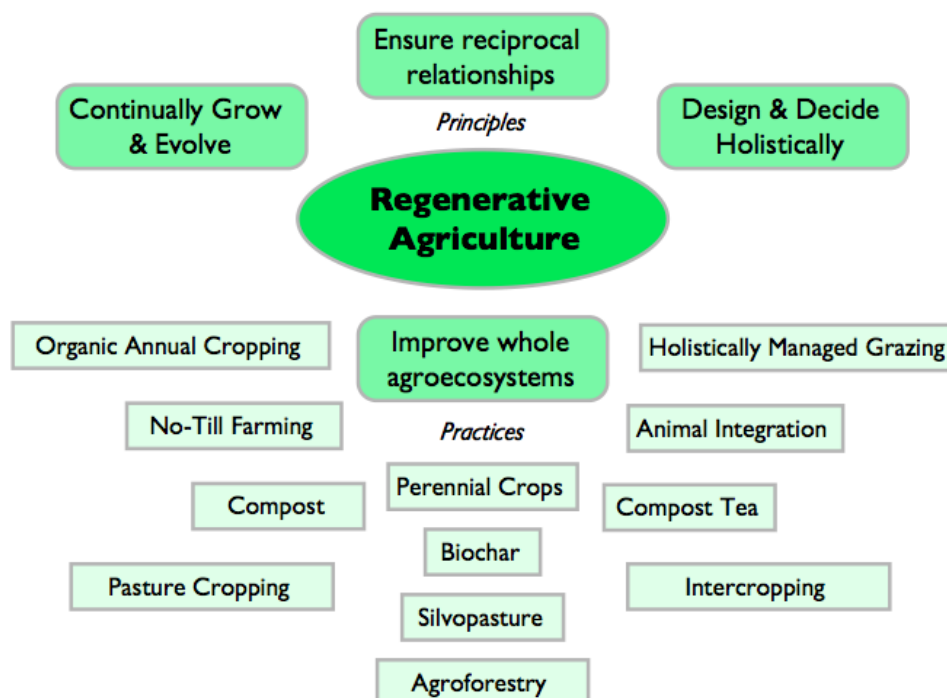 Ensure reciprocal
relationships
Continually Grow
& Evolve
Design & Decide
Holistically
Principles
Regenerative
Agriculture
Organic Annual Cropping
Improve whole
agroecosystems
Holistically Managed Grazing
No-Till Farming
Practices
Animal Integration
Perennial Crops
Compost
Compost Tea
Biochar
Pasture Cropping
Intercropping
Silvopasture
Agroforestry